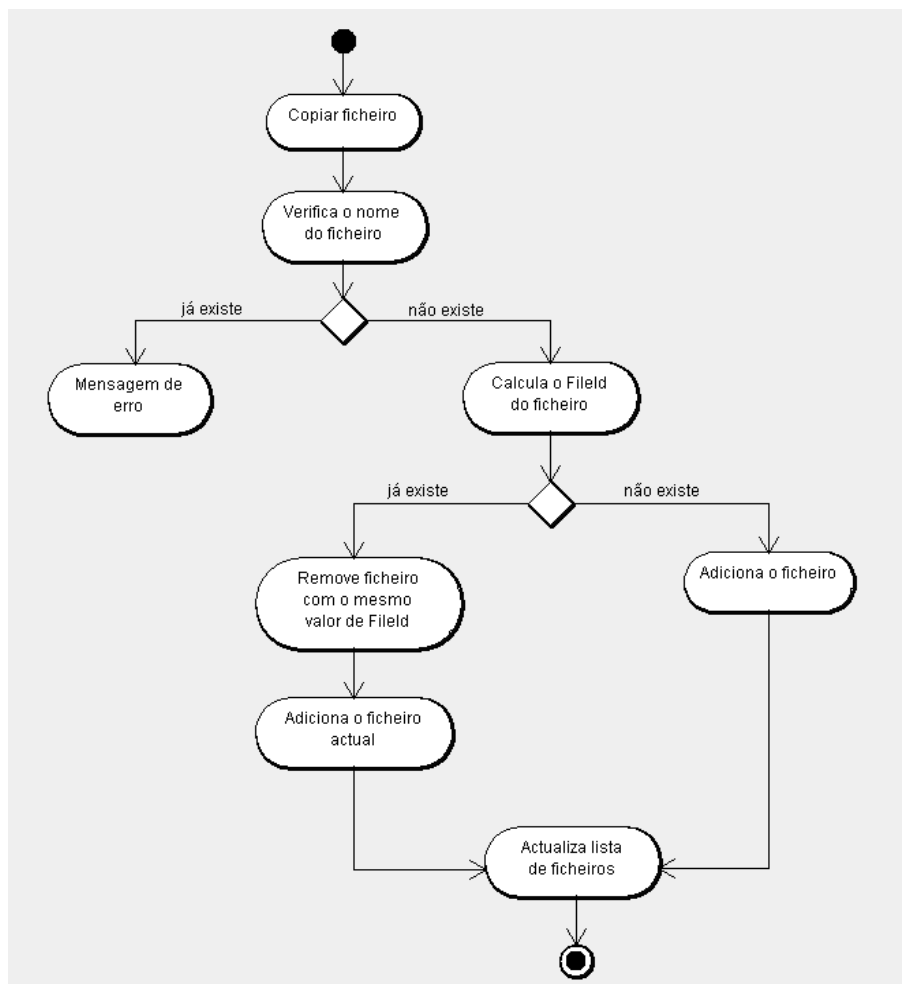 Copiar ficheiro
Verifica o nome
do ficheiro
já existe
não existe
Mensagem de
erro
Calcula o FileId
do ficheiro
já existe
não existe
Remove ficheiro
com o mesmo
valor de FileId
Adiciona o ficheiro
Adiciona o ficheiro
actual
Actualiza lista
de ficheiros